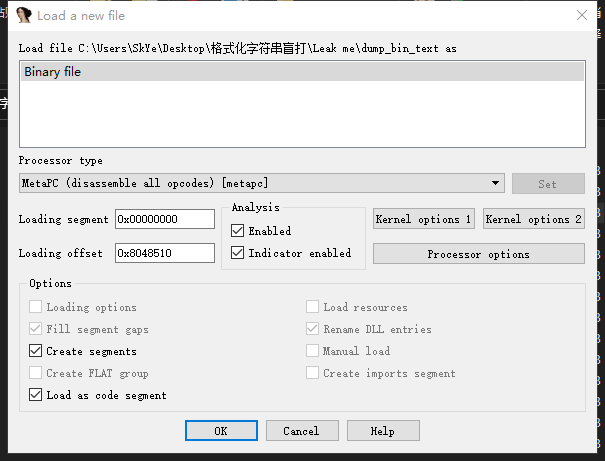 Load a new file
Load file C:\Users\SkYe\Desktop\格式化字符串盲打\Leak me\dump_bin_text as
Binary file
Processor type
MetaPC (disassemble all opcodes) [metapc]
Set
Loading segment 0x00000000
Loading offset 0x8048510
Analysis
Enabled
Indicator enabled
Kernel options 1
Kernel options 2
Processor options
Options
Loading options
Load resources
Fill segment gaps
Rename DLL entries
Create segments
Manual load
Create FLAT group
Create imports segment
Load as code segment
OK
Cancel
Help